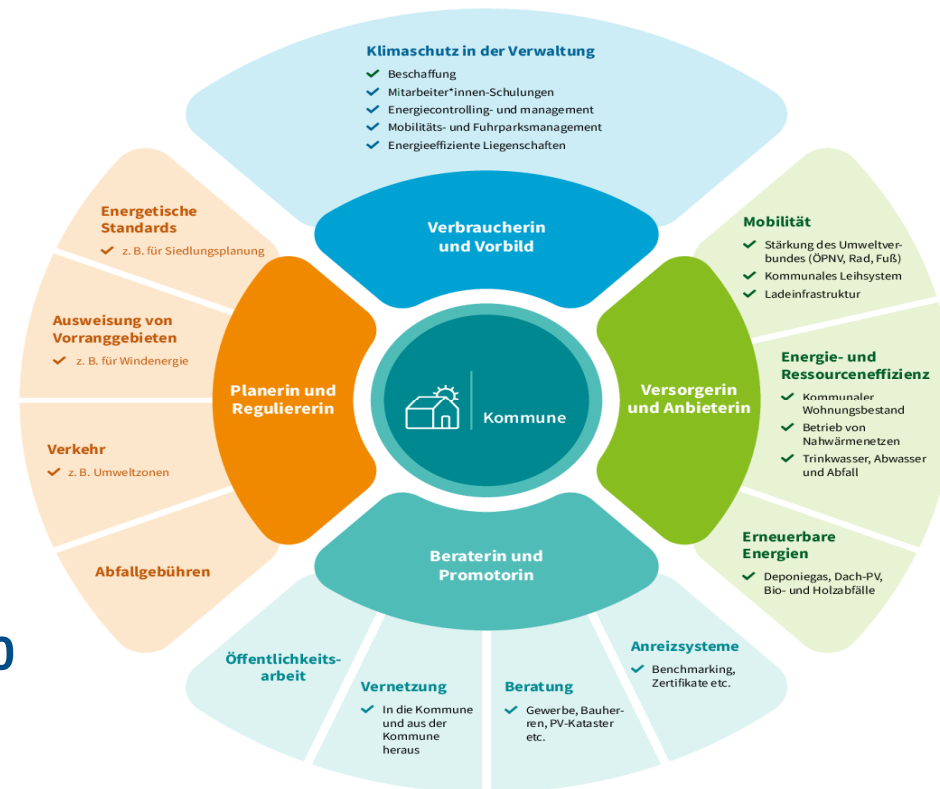 Klimaschutz in der Verwaltung
Beschaffung
Mitarbeiter*innen-Schulungen
Energiecontrolling- und management
Mobilitäts- und Fuhrparksmanagement
Energieeffiziente Liegenschaften
Verbraucherin
und Vorbild
Energetische
Standards
z. B. für Siedlungsplanung
Ausweisung von
Vorranggebieten
z. B. für Windenergie
Verkehr
z. B. Umweltzonen
Abfallgebühren
Planerin und
Reguliererin
Kommune
Versorgerin
und Anbieterin
Mobilität
Stärkung des Umweltver-
bundes (ÖPNV, Rad, Fuß)
Kommunales Leihsystem
Ladeinfrastruktur
Energie- und
Ressourceneffizienz
Kommunaler
Wohnungsbestand
Betrieb von
Nahwärmenetzen
Trinkwasser, Abwasser
und Abfall
Erneuerbare
Energien
Deponiegas, Dach-PV,
Bio- und Holzabfälle
Beraterin und
Promotorin
Öffentlichkeits-
arbeit
Vernetzung
In die Kommune
und aus der
Kommune
heraus
Beratung
Gewerbe, Bauher-
ren, PV-Kataster
etc.
Anreizsysteme
Benchmarking,
Zertifikate etc.
0